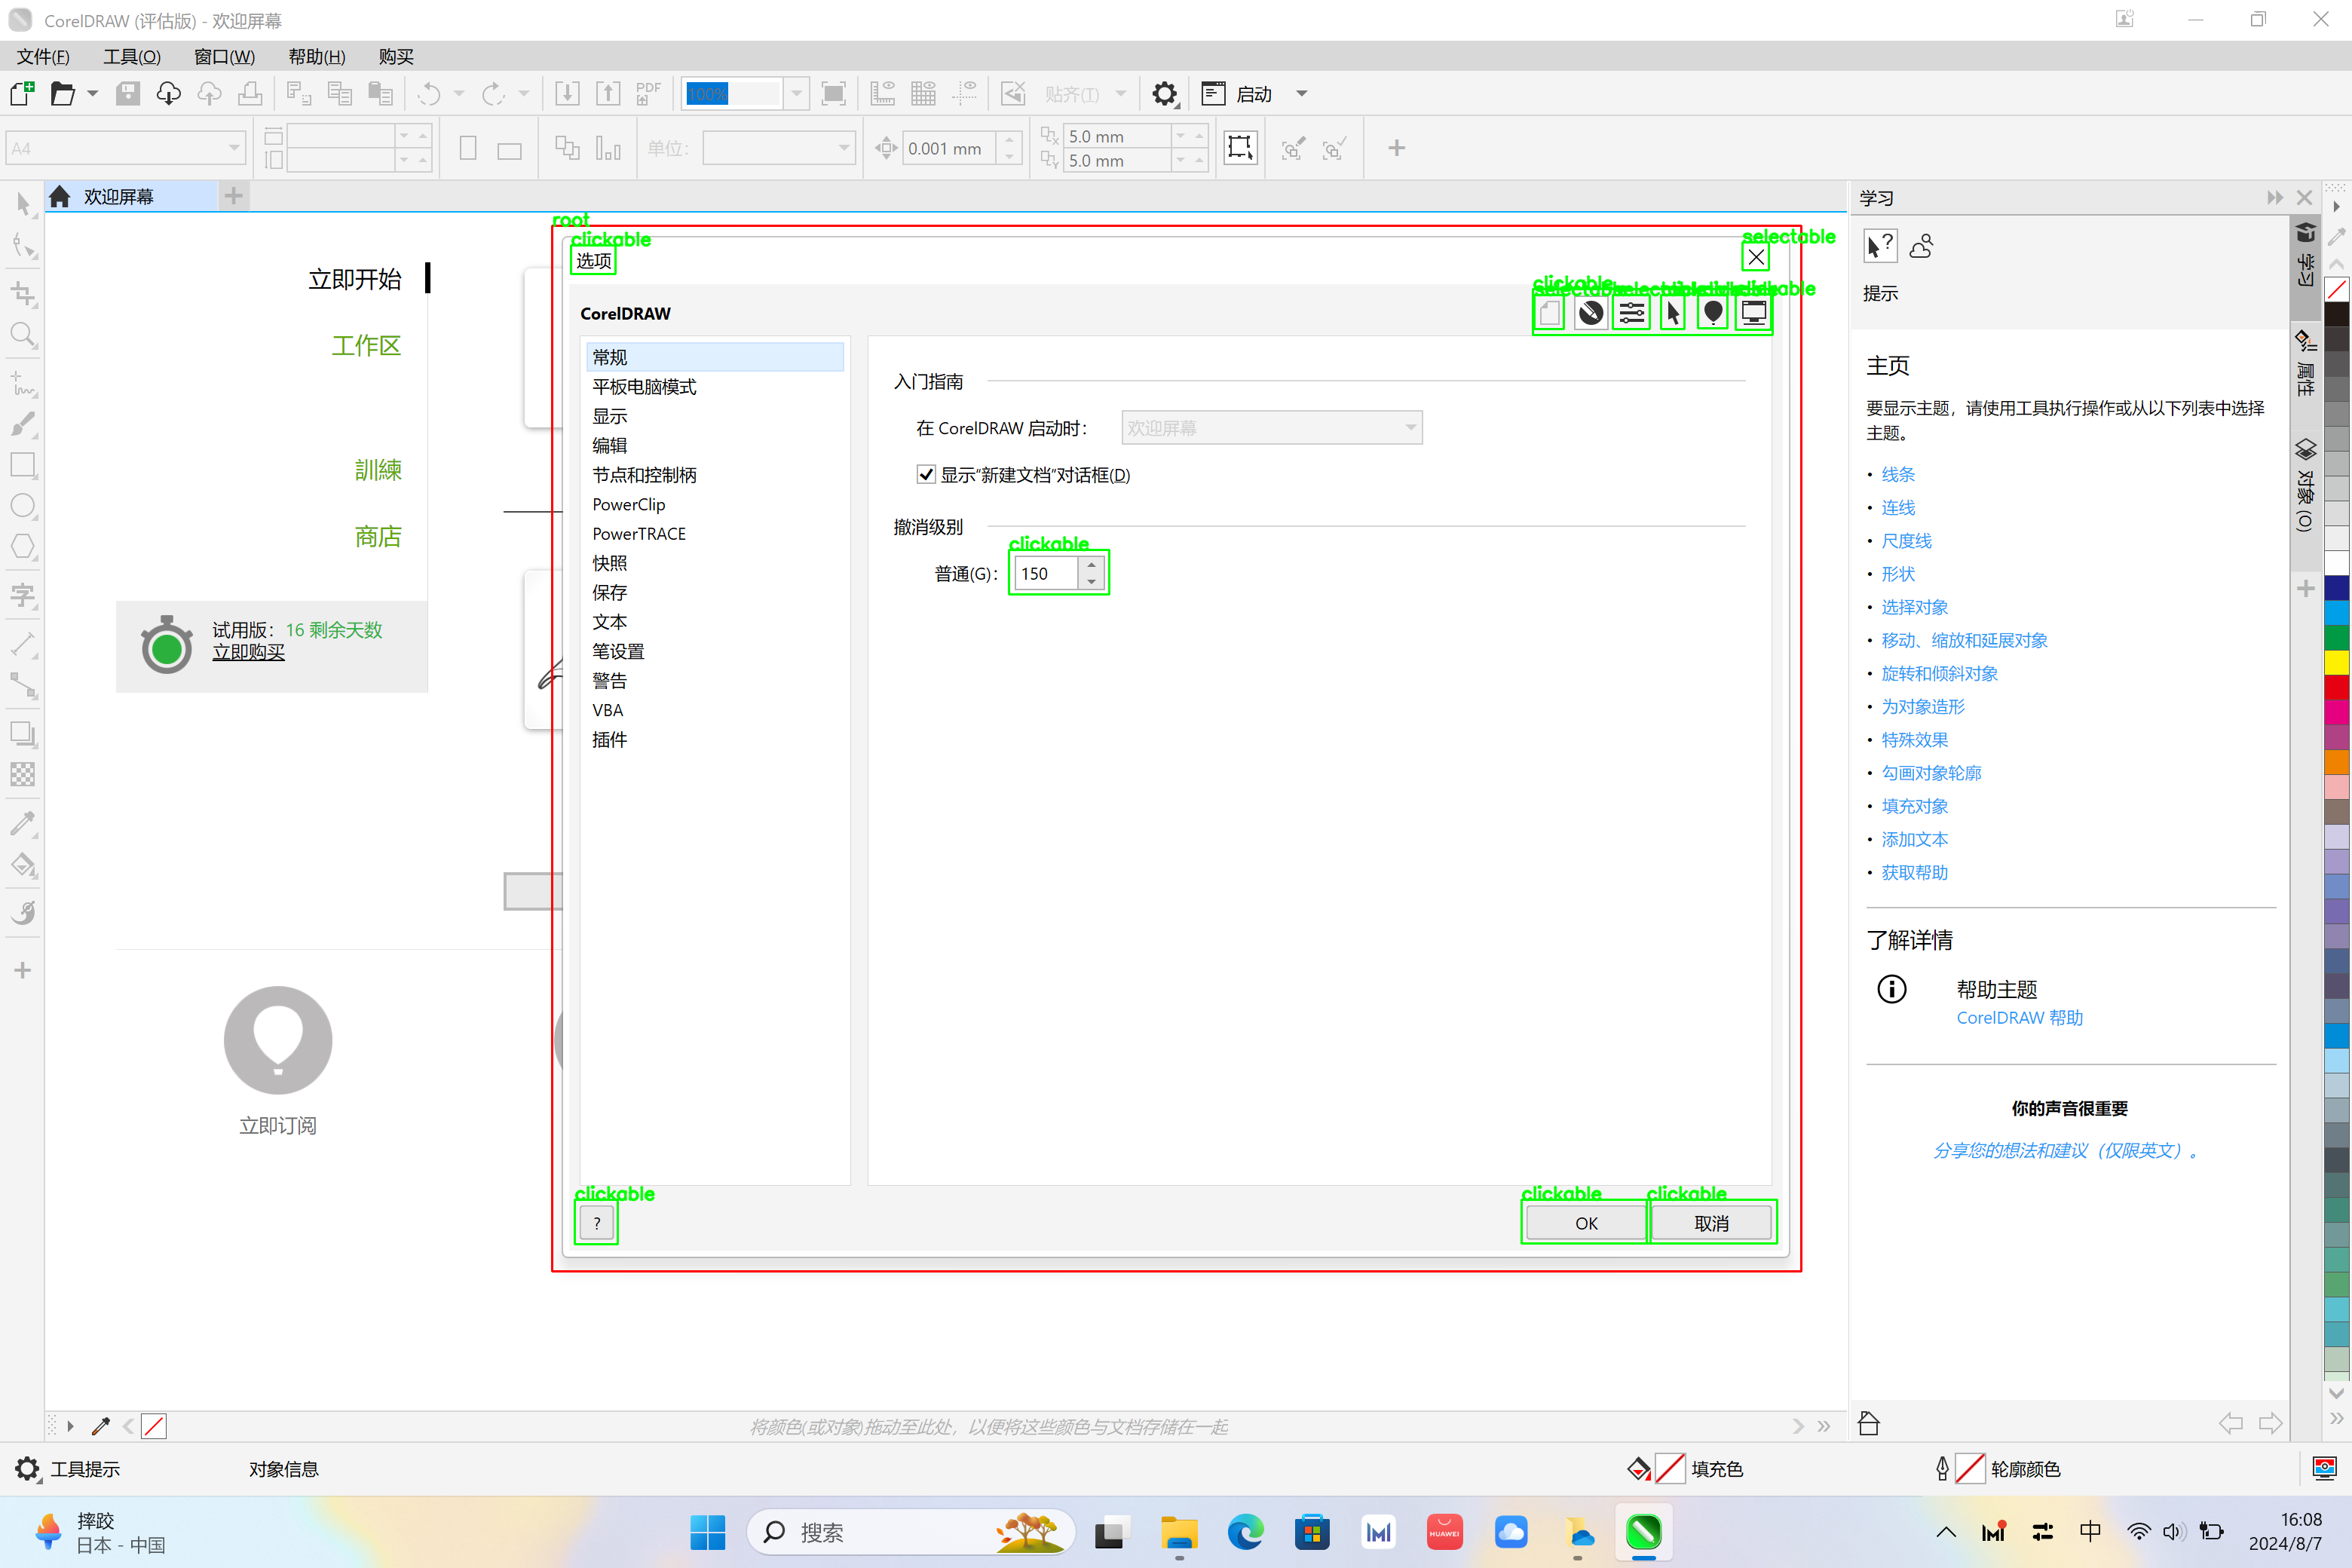 CorelDRAW (评估版) - 欢迎屏幕
文件(F) 工具(O) 窗口(W) 帮助(H) 购买
PDF 100% 贴齐(T) 启动
A4 单位: 0.001 mm 5.0 mm
5.0 mm
欢迎屏幕
学习
root
clickable
selectable
选项
立即开始
工作区
訓練
商店
试用版: 16 剩余天数
立即购买
立即订阅
CorelDRAW
clickable
常规
平板电脑模式
显示
编辑
节点和控制柄
PowerClip
PowerTRACE
快照
保存
文本
笔设置
警告
VBA
插件
入门指南
在 CorelDRAW 启动时:
欢迎屏幕
显示"新建文档"对话框(D)
撤消级别
clickable
普通(G): 150
clickable
?
clickable
OK
clickable
取消
提示
主页
要显示主题，请使用工具执行操作或从以下列表中选择
主题。
• 线条
• 连线
• 尺度线
• 形状
• 选择对象
• 移动、缩放和延展对象
• 旋转和倾斜对象
• 为对象造形
• 特殊效果
• 勾画对象轮廓
• 填充对象
• 添加文本
• 获取帮助
了解详情
帮助主题
CorelDRAW 帮助
你的声音很重要
分享您的想法和建议（仅限英文）。
学习
属性
对象 (O)
将颜色(或对象)拖动至此处，以便将这些颜色与文档存储在一起
工具提示 对象信息 填充色 轮廓颜色
摔跤
日本 - 中国
搜索
HUAWEI
中
16:08
2024/8/7